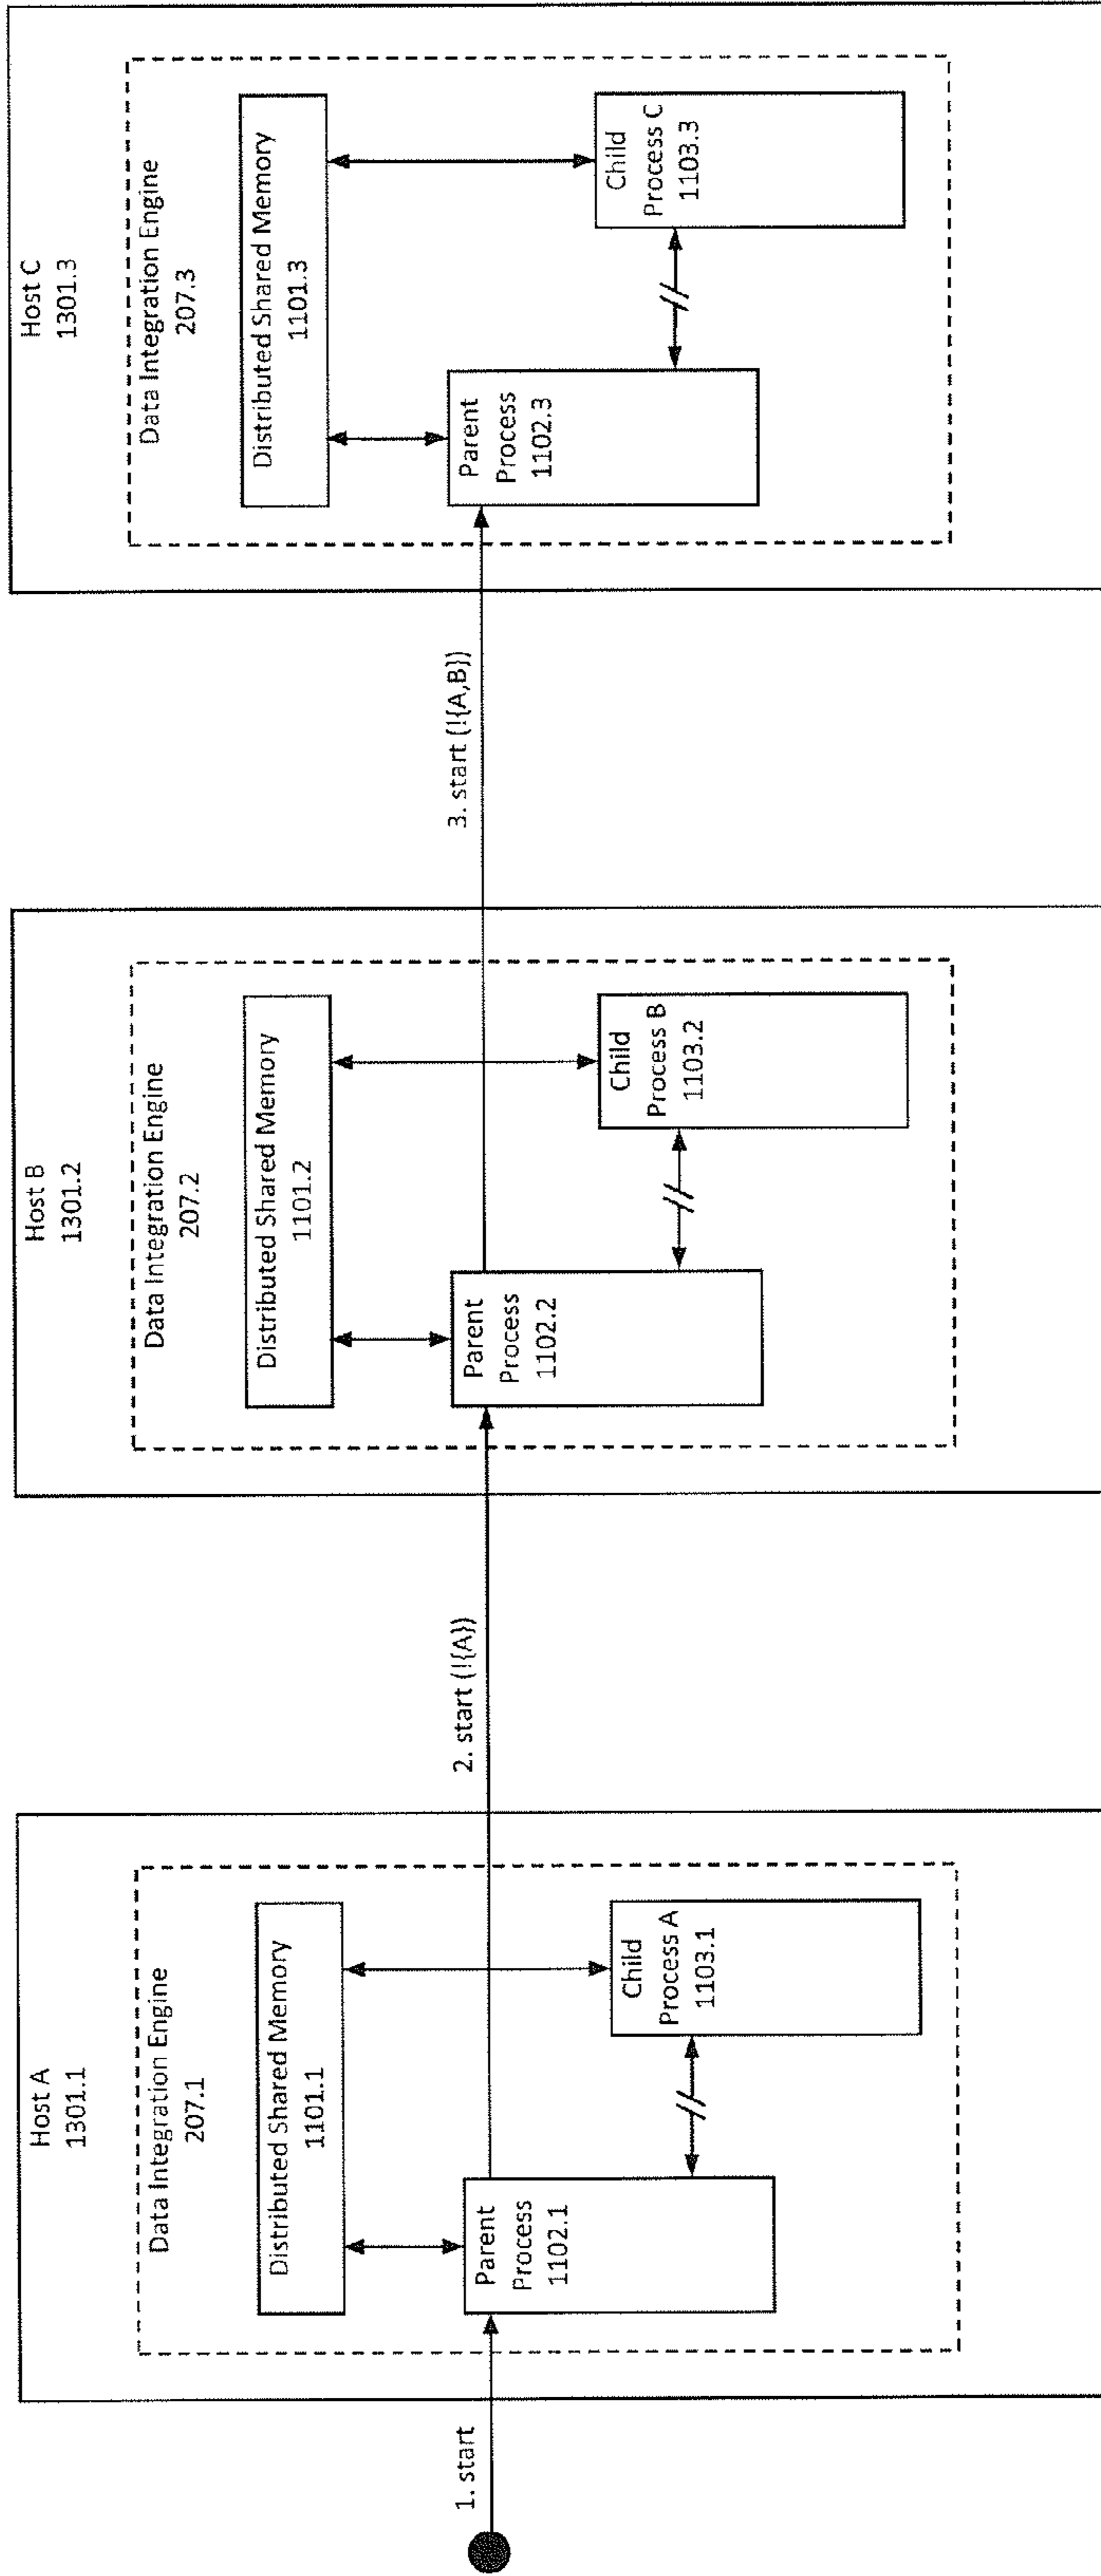 1. start
Host A
1301.1
Data Integration Engine
207.1
Distributed Shared Memory
1101.1
Parent
Process
1102.1
Child
Process A
1103.1
2. start (!{A})
Host B
1301.2
Data Integration Engine
207.2
Distributed Shared Memory
1101.2
Parent
Process
1102.2
Child
Process B
1103.2
3. start (!{A,B})
Host C
1301.3
Data Integration Engine
207.3
Distributed Shared Memory
1101.3
Parent
Process
1102.3
Child
Process C
1103.3